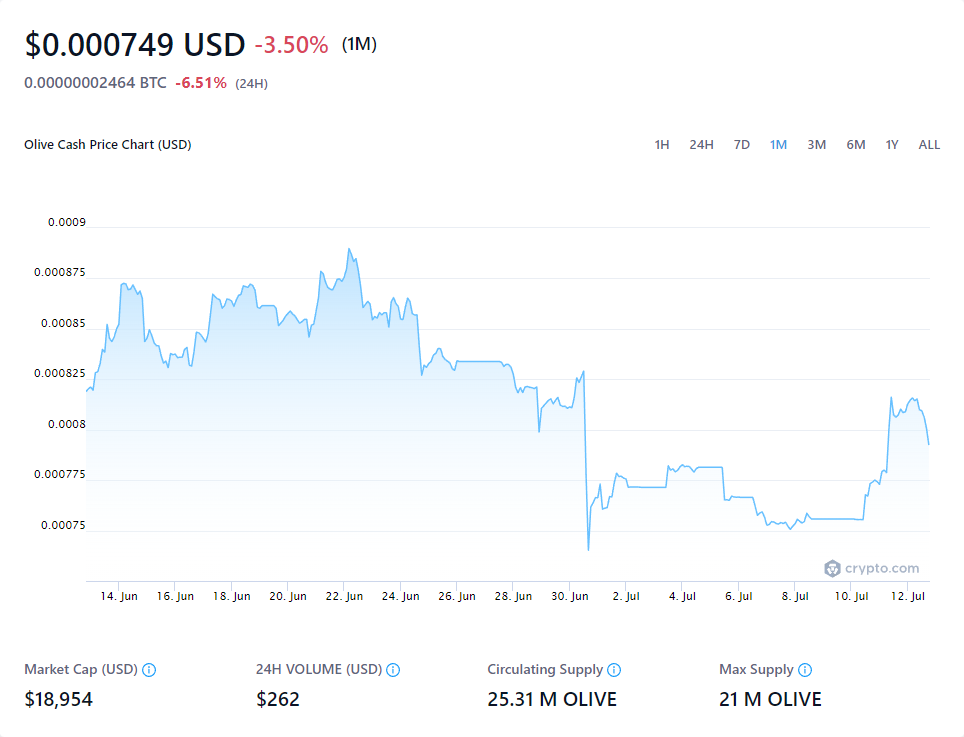 $0.000749 USD -3.50% (1M)
0.00000002464 BTC -6.51% (24H)
Olive Cash Price Chart (USD) 1H 24H 7D 1M 3M 6M 1Y ALL
0.0009
0.000875
0.00085
0.000825
0.0008
0.000775
0.00075
crypto.com
14. Jun 16. Jun 18. Jun 20. Jun 22. Jun 24. Jun 26. Jun 28. Jun 30. Jun 2. Jul 4. Jul 6. Jul 8. Jul 10. Jul 12. Jul
Market Cap (USD) 24H VOLUME (USD) Circulating Supply Max Supply
$18,954 $262 25.31 M OLIVE 21 M OLIVE